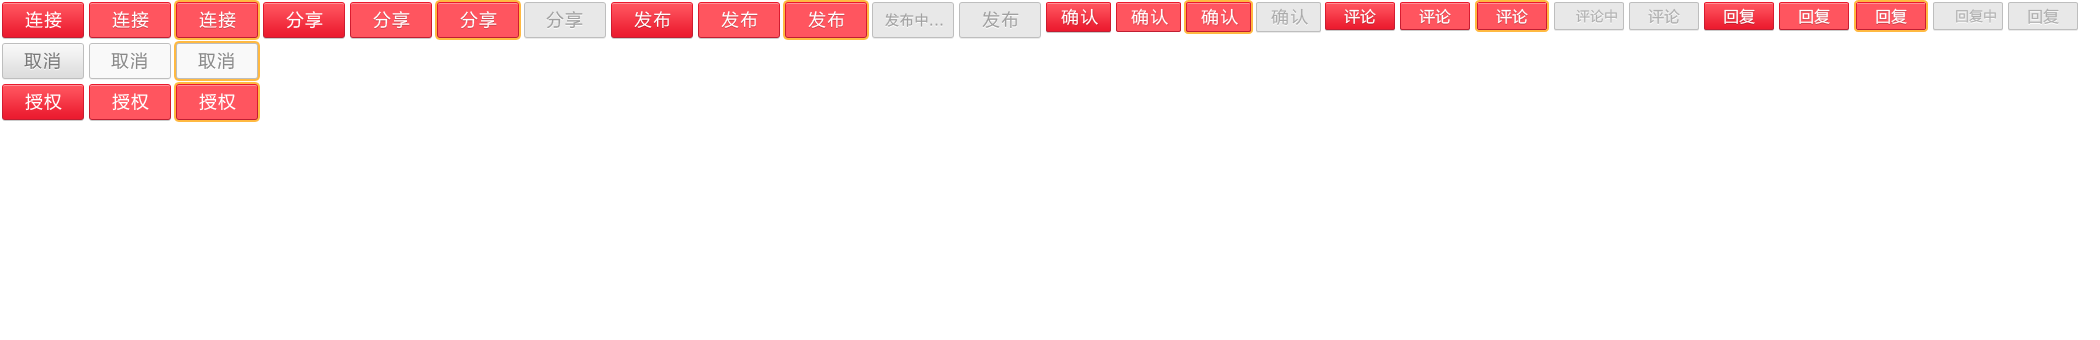 连接 连接 连接 分享 分享 分享 分享 发布 发布 发布 发布中... 发布 确认 确认 确认 确认 评论 评论 评论 评论中 评论 回复 回复 回复 回复中 回复
取消 取消 取消
授权 授权 授权